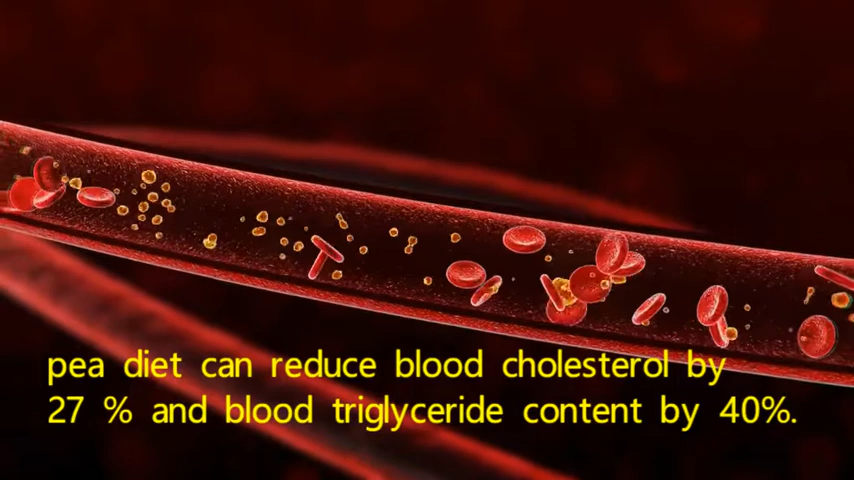 pea diet can reduce blood cholesterol by
27 % and blood triglyceride content by 40%.